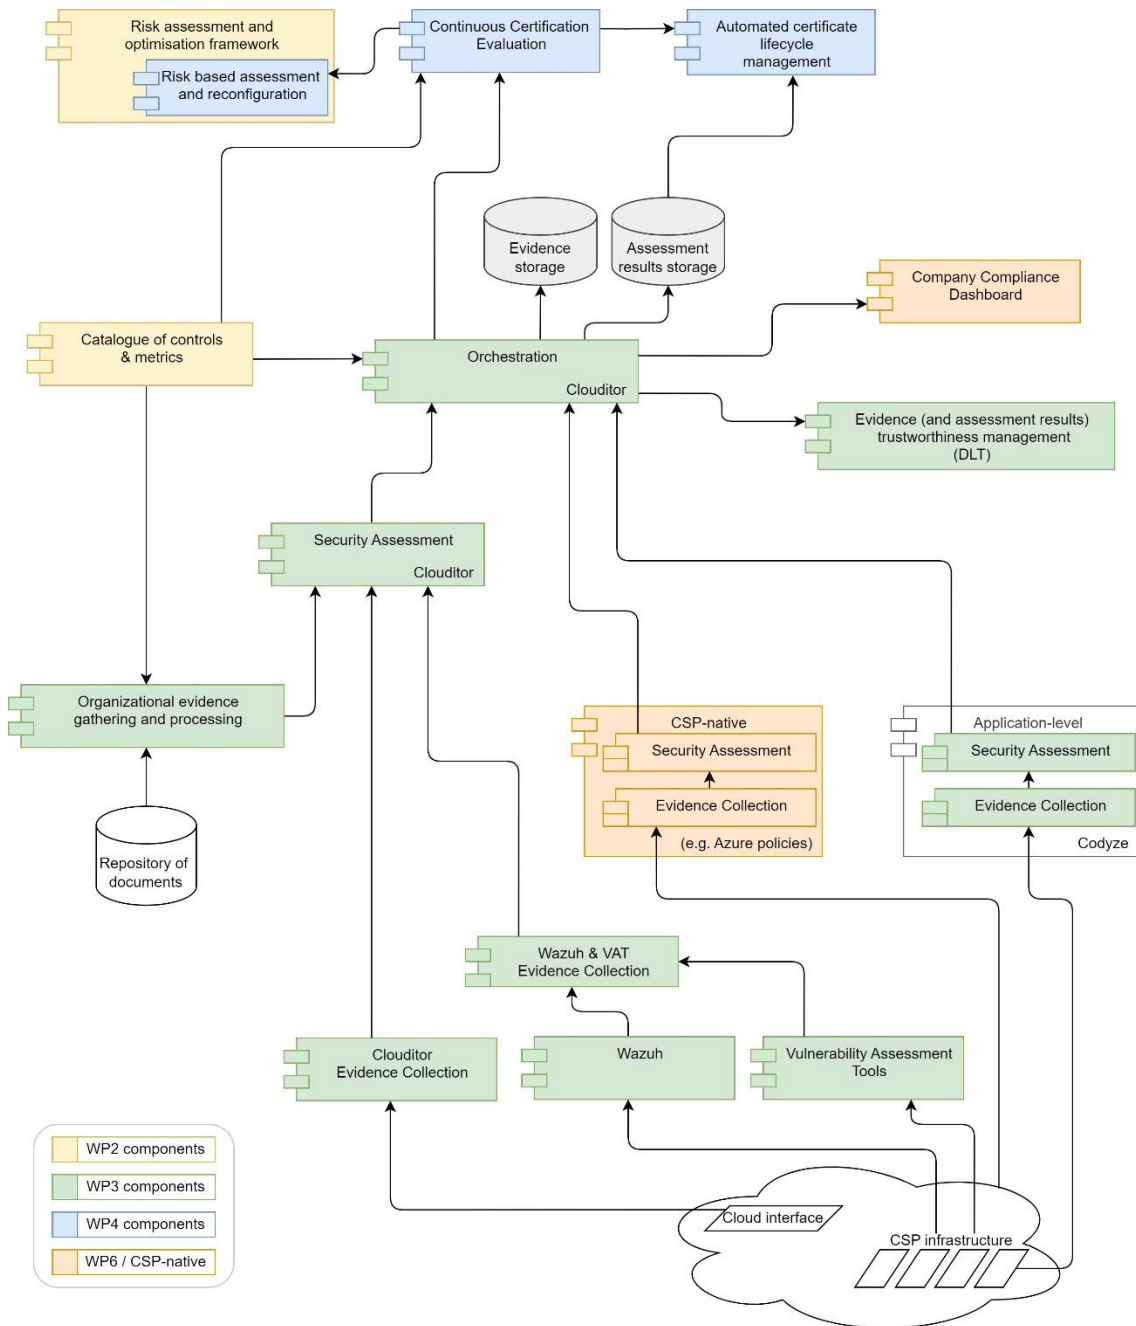 Risk assessment and
optimisation framework
Risk based assessment
and reconfiguration
Continuous Certification
Evaluation
Automated certificate
lifecycle
management
Evidence
storage
Assessment
results storage
Company Compliance
Dashboard
Catalogue of controls
& metrics
Orchestration
Clouditor
Evidence (and assessment results)
trustworthiness management
(DLT)
Security Assessment
Clouditor
Organizational evidence
gathering and processing
Repository of
documents
CSP-native
Security Assessment
Evidence Collection
(e.g. Azure policies)
Application-level
Security Assessment
Evidence Collection
Codyze
Wazuh & VAT
Evidence Collection
Clouditor
Evidence Collection
Wazuh
Vulnerability Assessment
Tools
WP2 components
WP3 components
WP4 components
WP6 / CSP-native
Cloud interface
CSP infrastructure